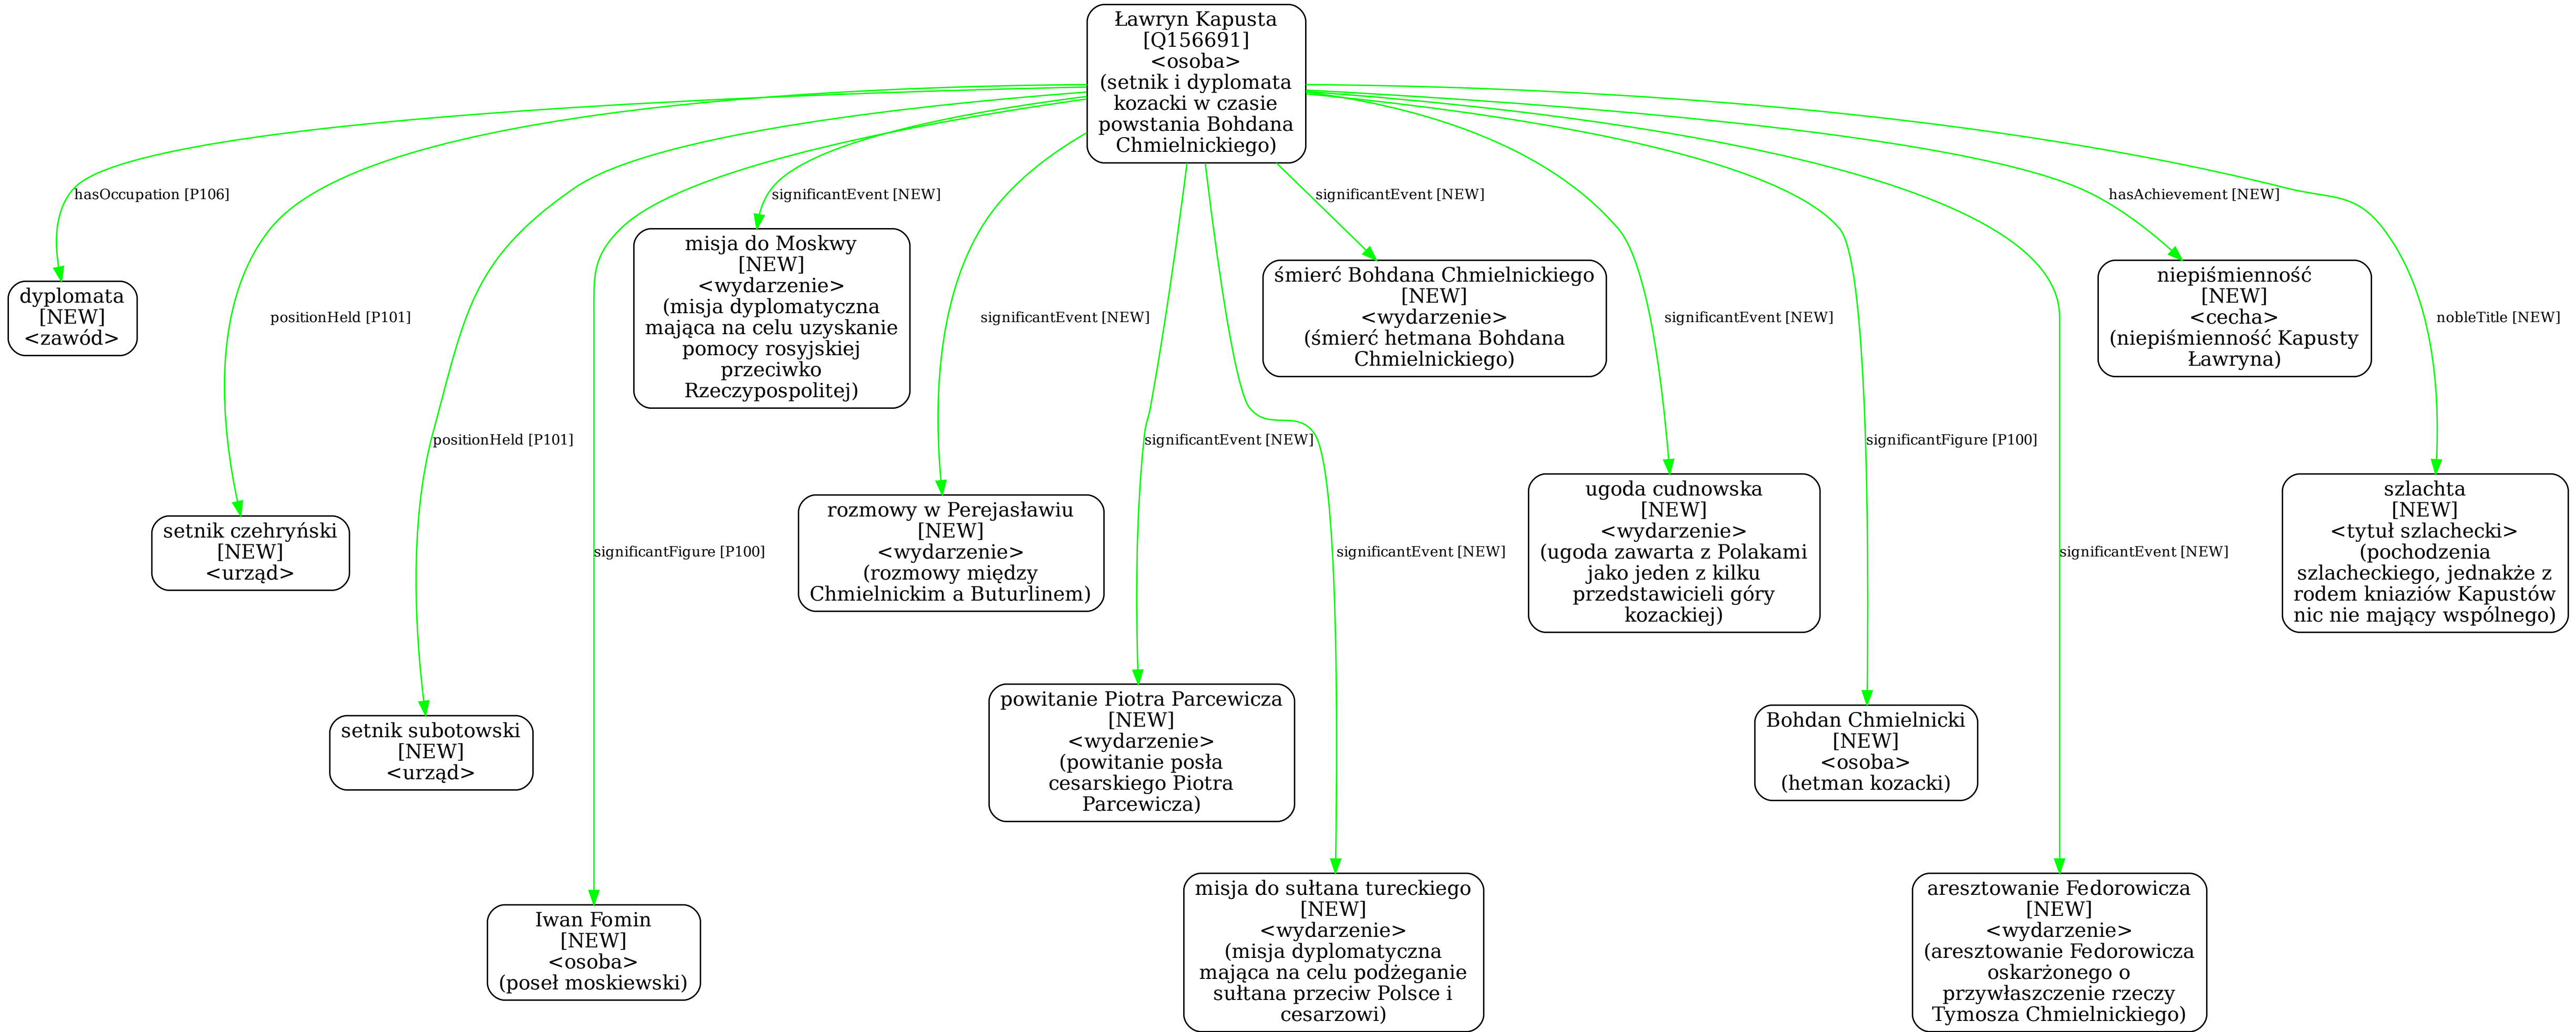 Ławryn Kapusta
[Q156691]
<osoba>
(setnik i dyplomata
kozacki w czasie
powstania Bohdana
Chmielnickiego)
hasOccupation [P106]
significantEvent [NEW]
significantEvent [NEW]
hasAchievement [NEW]
dyplomata
[NEW]
<zawód>
positionHeld [P101]
misja do Moskwy
[NEW]
<wydarzenie>
(misja dyplomatyczna
mająca na celu uzyskanie
pomocy rosyjskiej
przeciwko
Rzeczypospolitej)
significantEvent [NEW]
śmierć Bohdana Chmielnickiego
[NEW]
<wydarzenie>
(śmierć hetmana Bohdana
Chmielnickiego)
significantEvent [NEW]
niepiśmienność
[NEW]
<cecha>
(niepiśmienność Kapusty
Ławryna)
nobleTitle [NEW]
positionHeld [P101]
significantEvent [NEW]
significantFigure [P100]
setnik czehryński
[NEW]
<urząd>
significantFigure [P100]
rozmowy w Perejasławiu
[NEW]
<wydarzenie>
(rozmowy między
Chmielnickim a Buturlinem)
significantEvent [NEW]
ugoda cudnowska
[NEW]
<wydarzenie>
(ugoda zawarta z Polakami
jako jeden z kilku
przedstawicieli góry
kozackiej)
significantEvent [NEW]
szlachta
[NEW]
<tytuł szlachecki>
(pochodzenia
szlacheckiego, jednakże z
rodem kniaziów Kapustów
nic nie mający wspólnego)
setnik subotowski
[NEW]
<urząd>
powitanie Piotra Parcewicza
[NEW]
<wydarzenie>
(powitanie posła
cesarskiego Piotra
Parcewicza)
Bohdan Chmielnicki
[NEW]
<osoba>
(hetman kozacki)
Iwan Fomin
[NEW]
<osoba>
(poseł moskiewski)
misja do sułtana tureckiego
[NEW]
<wydarzenie>
(misja dyplomatyczna
mająca na celu podżeganie
sułtana przeciw Polsce i
cesarzowi)
aresztowanie Fedorowicza
[NEW]
<wydarzenie>
(aresztowanie Fedorowicza
oskarżonego o
przywłaszczenie rzeczy
Tymosza Chmielnickiego)